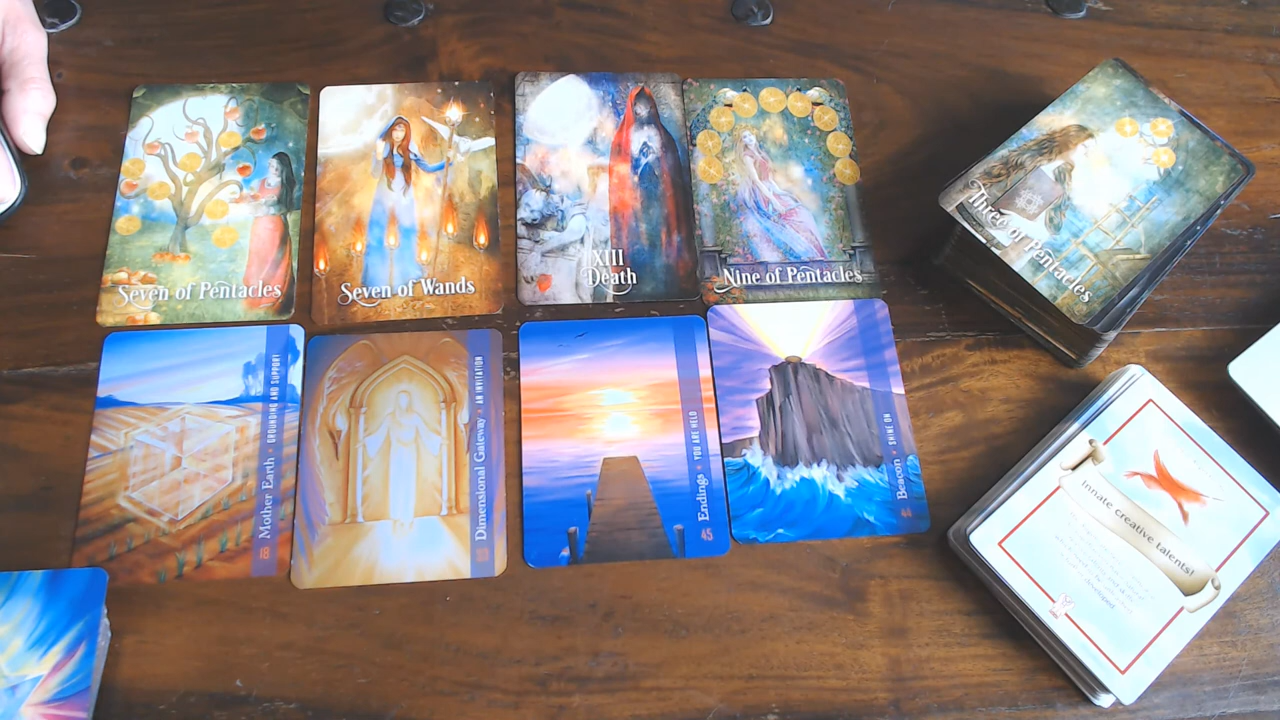 Seven of Pentacles
Seven of Wands
XIII
Death
Nine of Pentacles
Three of Pentacles
Mother Earth • GROUNDING AND SUPPORT
18
Dimensional Gateway • AN INVITATION
Endings • YOU ARE HELD
45
Beacon • SHINE ON
44
Innate creative talents!
developed.